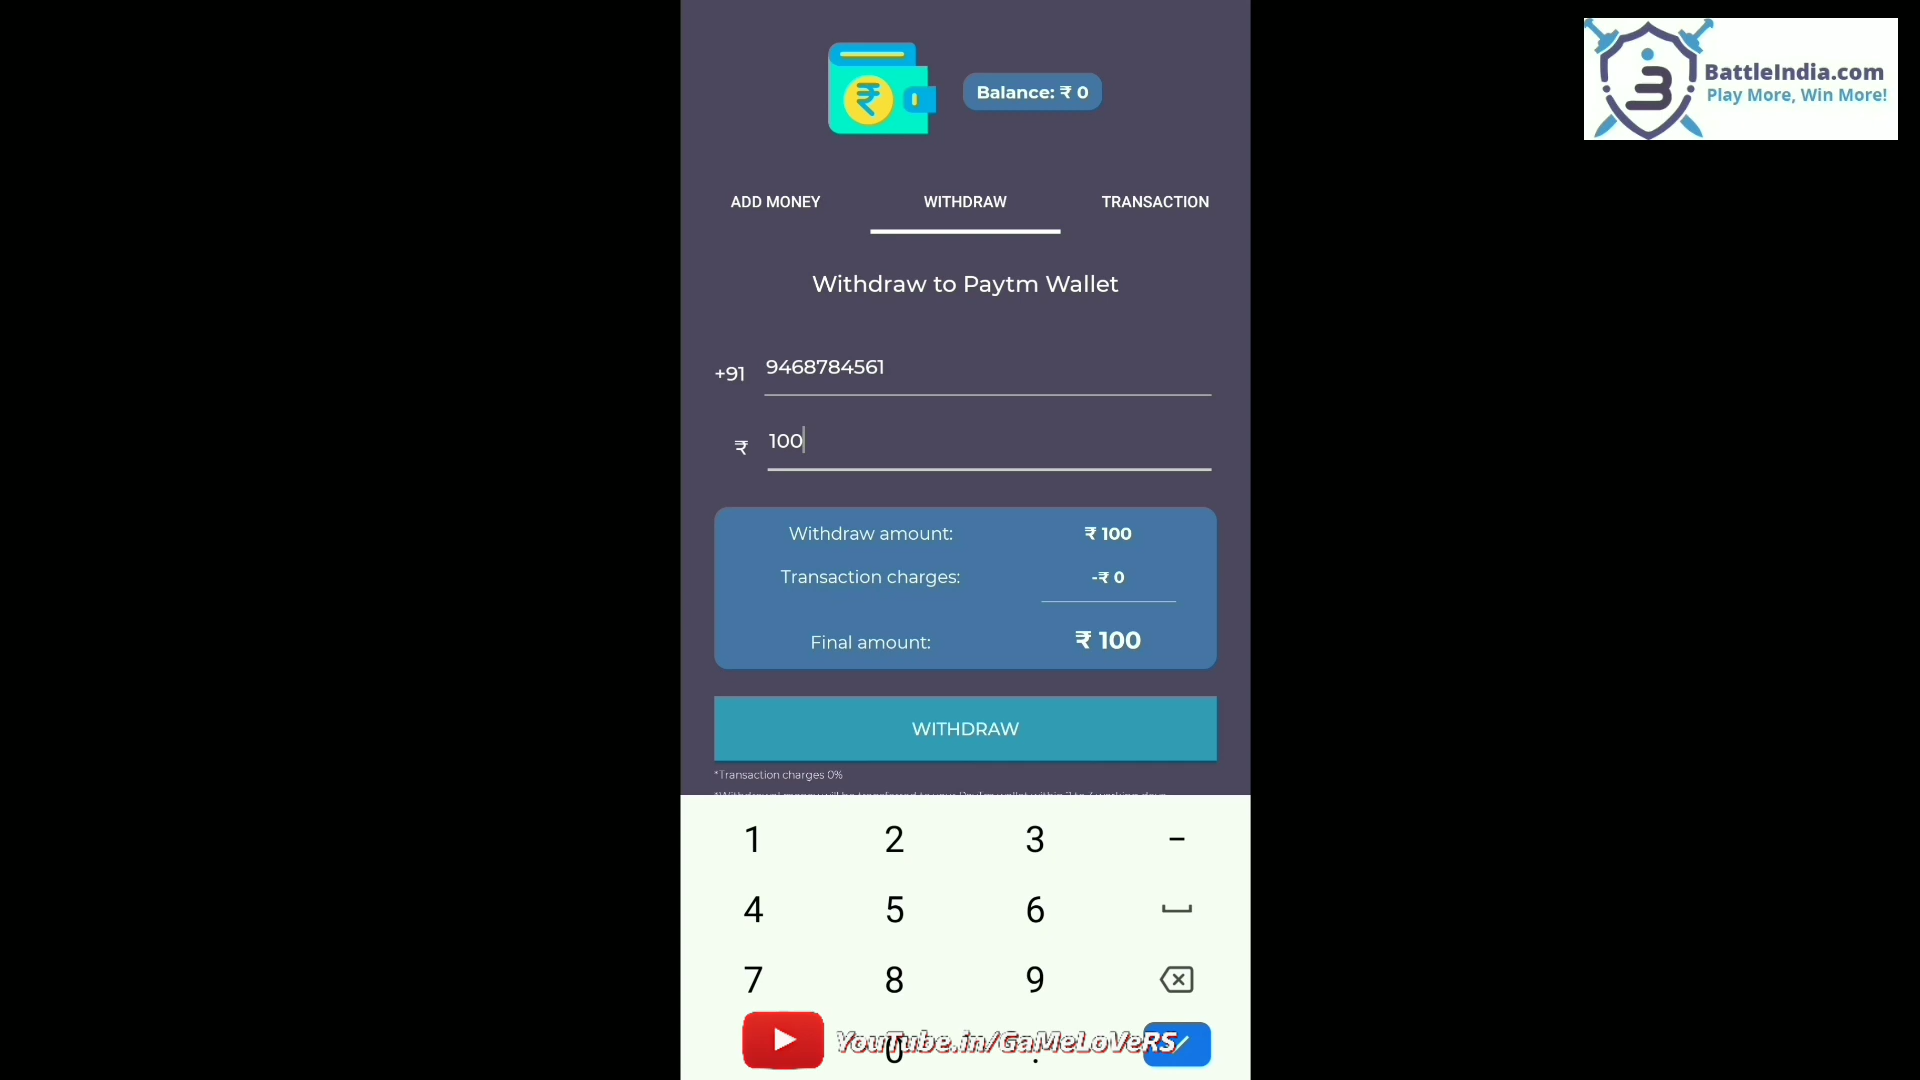 Balance: ₹ 0
BattleIndia.com
Play More, Win More!
ADD MONEY WITHDRAW TRANSACTION
Withdraw to Paytm Wallet
+91 9468784561
₹ 100
Withdraw amount: ₹ 100
Transaction charges: -₹ 0
Final amount: ₹ 100
WITHDRAW
*Transaction charges 0%
1 2 3 -
4 5 6
7 8 9
0 .
YouTube.in/GaMeLoVeRS